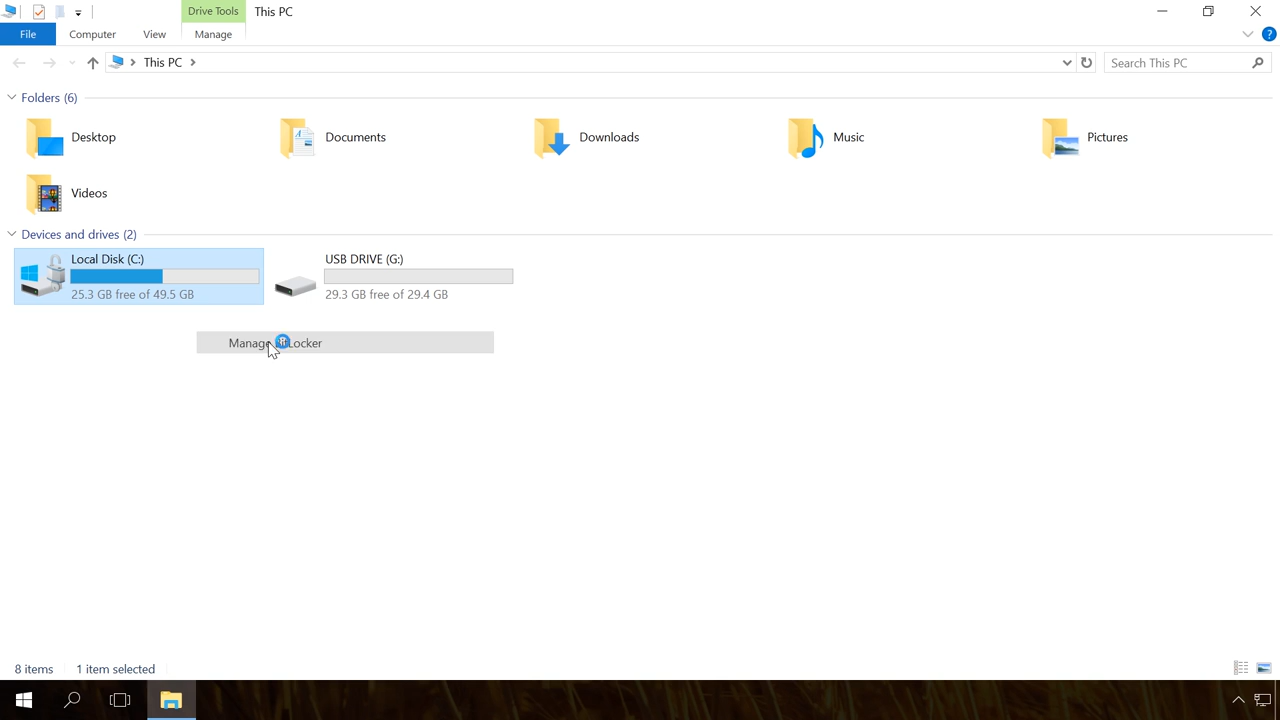 Drive Tools
This PC
File
Computer
View
Manage
This PC
Search This PC
Folders (6)
Desktop
Documents
Downloads
Music
Pictures
Videos
Devices and drives (2)
Local Disk (C:)
25.3 GB free of 49.5 GB
USB DRIVE (G:)
29.3 GB free of 29.4 GB
Manage BitLocker
8 items
1 item selected